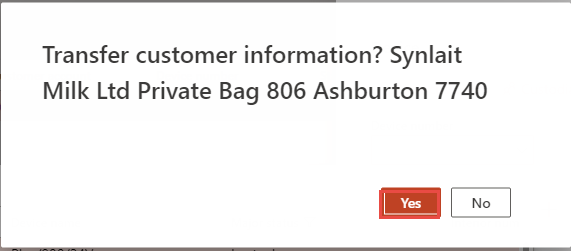 Transfer customer information? Synlait
Milk Ltd Private Bag 806 Ashburton 7740
Yes
No